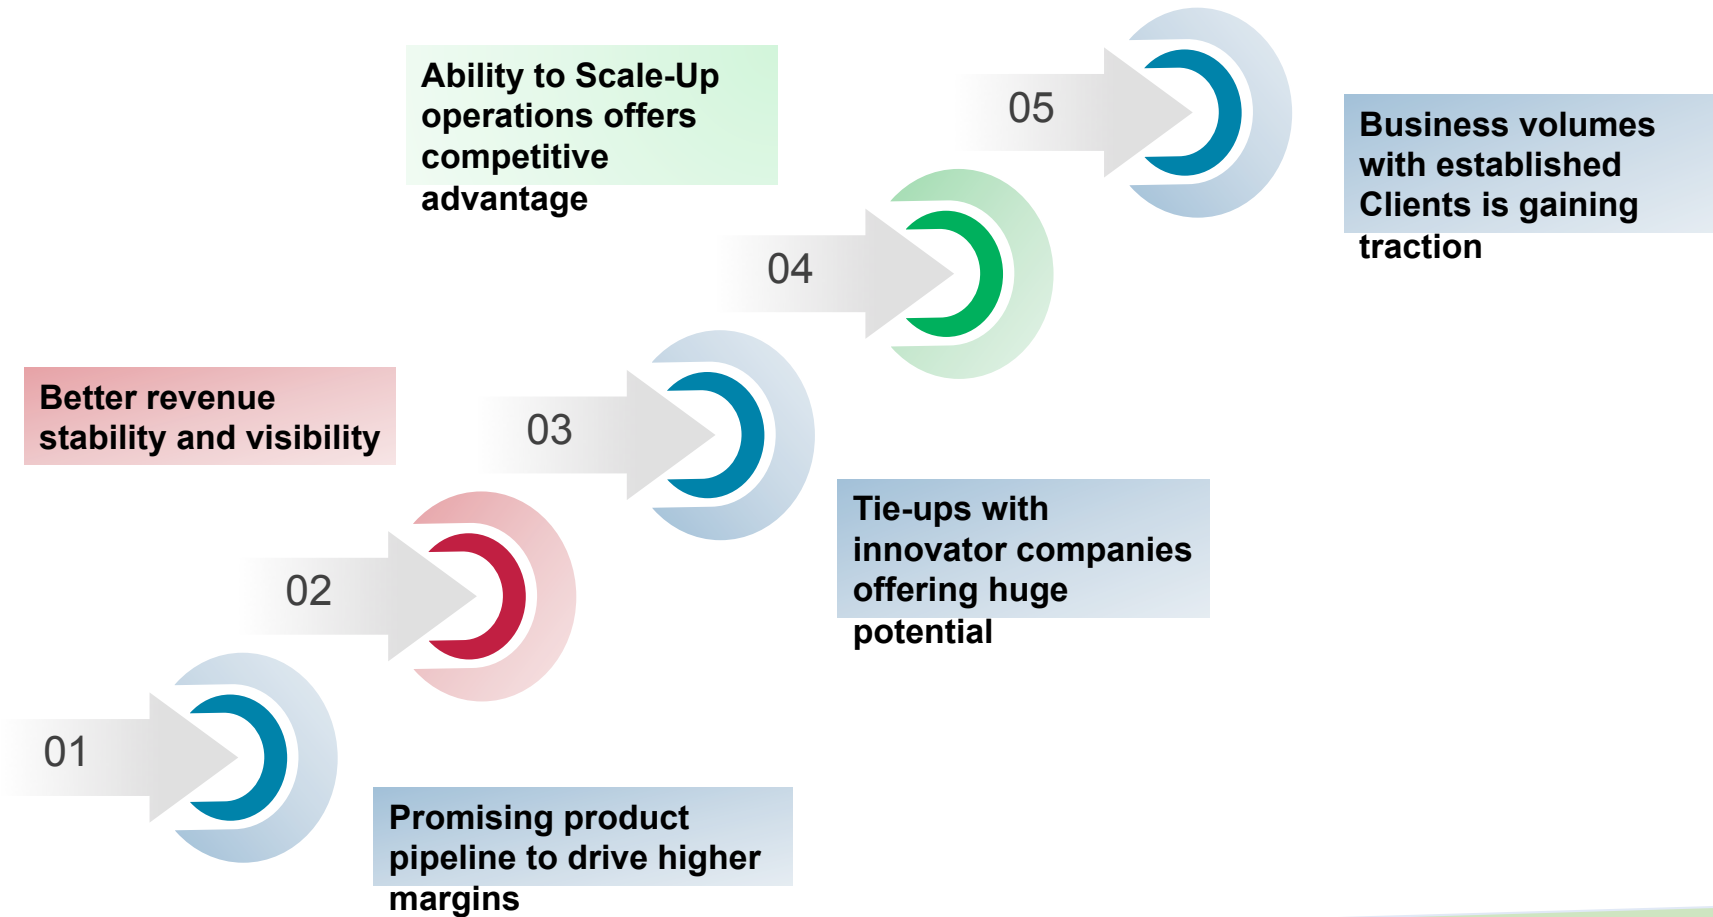 01
Promising product
pipeline to drive higher
margins
02
Better revenue
stability and visibility
03
Tie-ups with
innovator companies
offering huge
potential
04
Ability to Scale-Up
operations offers
competitive
advantage
05
Business volumes
with established
Clients is gaining
traction